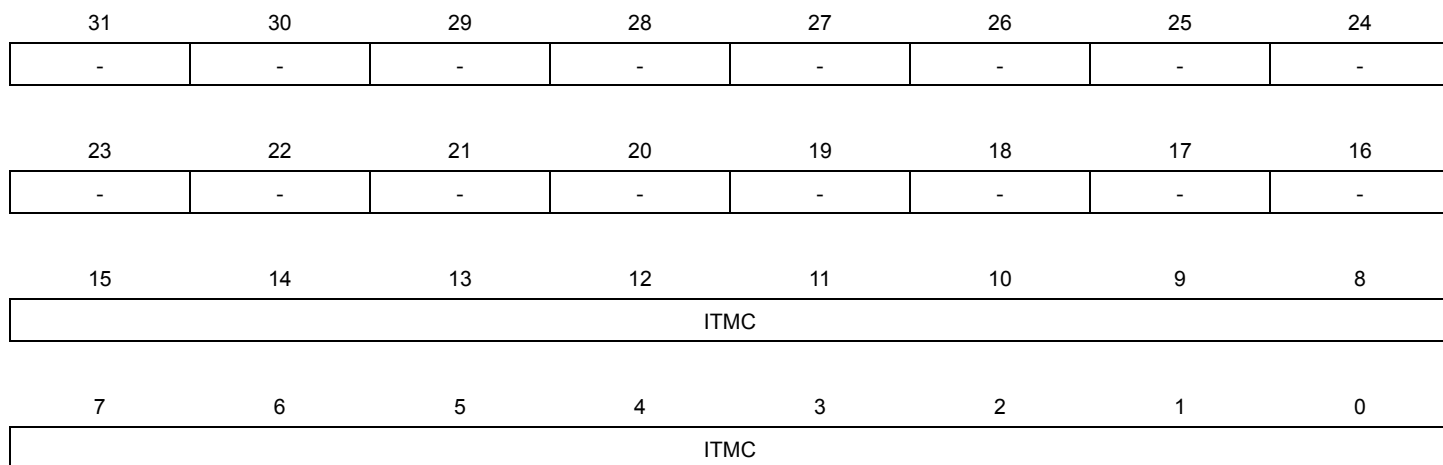 31 30 29 28 27 26 25 24
- - - - - - - -
23 22 21 20 19 18 17 16
- - - - - - - -
15 14 13 12 11 10 9 8
ITMC
7 6 5 4 3 2 1 0
ITMC